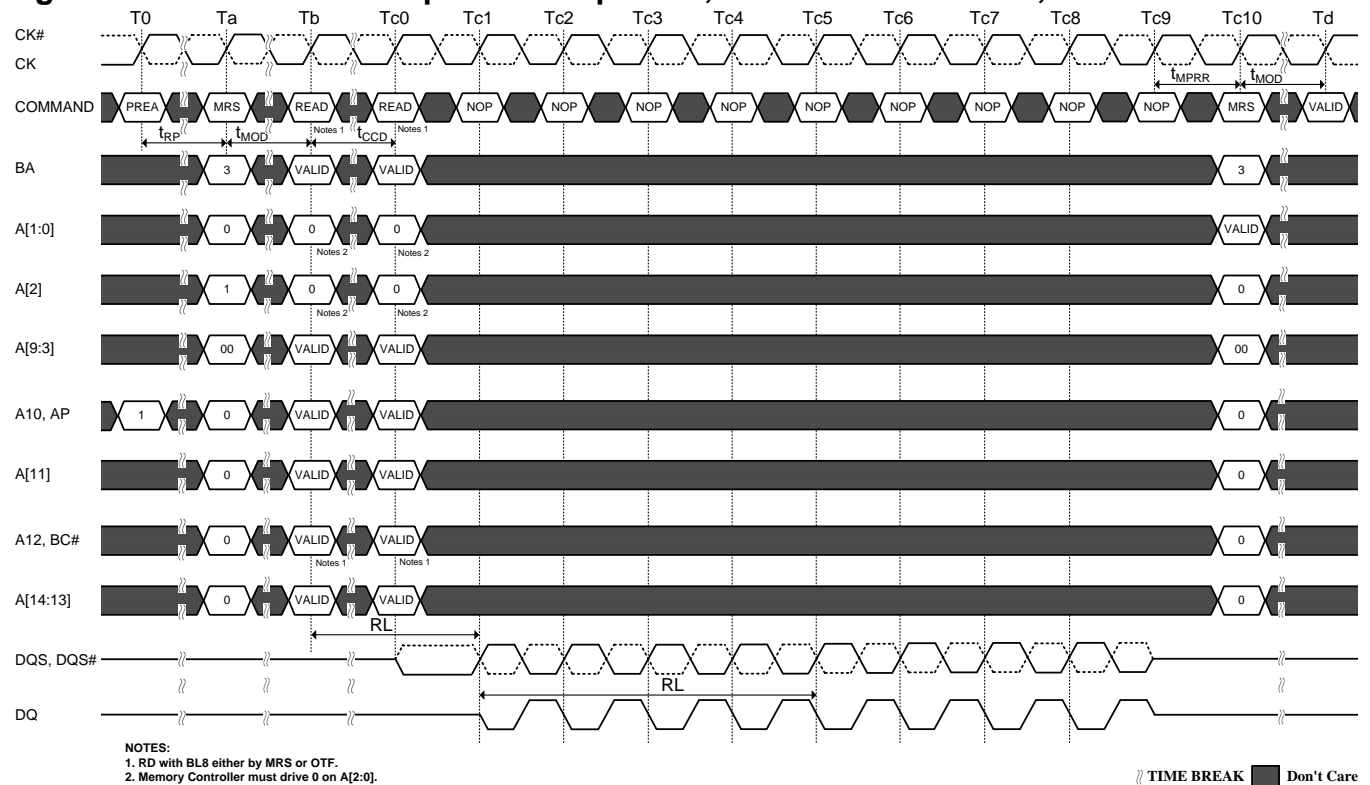 T0 Ta Tb Tc0 Tc1 Tc2 Tc3 Tc4 Tc5 Tc6 Tc7 Tc8 Tc9 Tc10 Td
CK#
CK
tMPRR tMOD
COMMAND PREA MRS READ READ NOP NOP NOP NOP NOP NOP NOP NOP NOP MRS VALID
Notes 1 Notes 1
tRP tMOD tCCD
BA 3 VALID VALID 3
A[1:0] 0 0 0 VALID
Notes 2 Notes 2
A[2] 1 0 0 0
Notes 2 Notes 2
A[9:3] 00 VALID VALID 00
A10, AP 1 0 VALID VALID 0
A[11] 0 VALID VALID 0
A12, BC# 0 VALID VALID 0
Notes 1 Notes 1
A[14:13] 0 VALID VALID 0
RL
DQS, DQS#
RL
DQ
NOTES:
1. RD with BL8 either by MRS or OTF.
2. Memory Controller must drive 0 on A[2:0].
TIME BREAK Don't Care